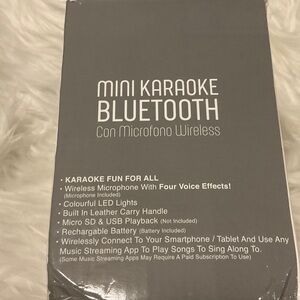 MINI KARAOKE
BLUETOOTH
Con Microfono Wireless
• KARAOKE FUN FOR ALL
• Wireless Microphone With Four Voice Effects!
(Microphone Included)
• Colourful LED Lights
• Built In Leather Carry Handle
• Micro SD & USB Playback (Not Included)
• Rechargable Battery (Battery Included)
• Wirelessly Connect To Your Smartphone / Tablet And Use Any
Music Streaming App To Play Songs To Sing Along To.
(Some Music Streaming Apps May Require A Paid Subscription To Use)